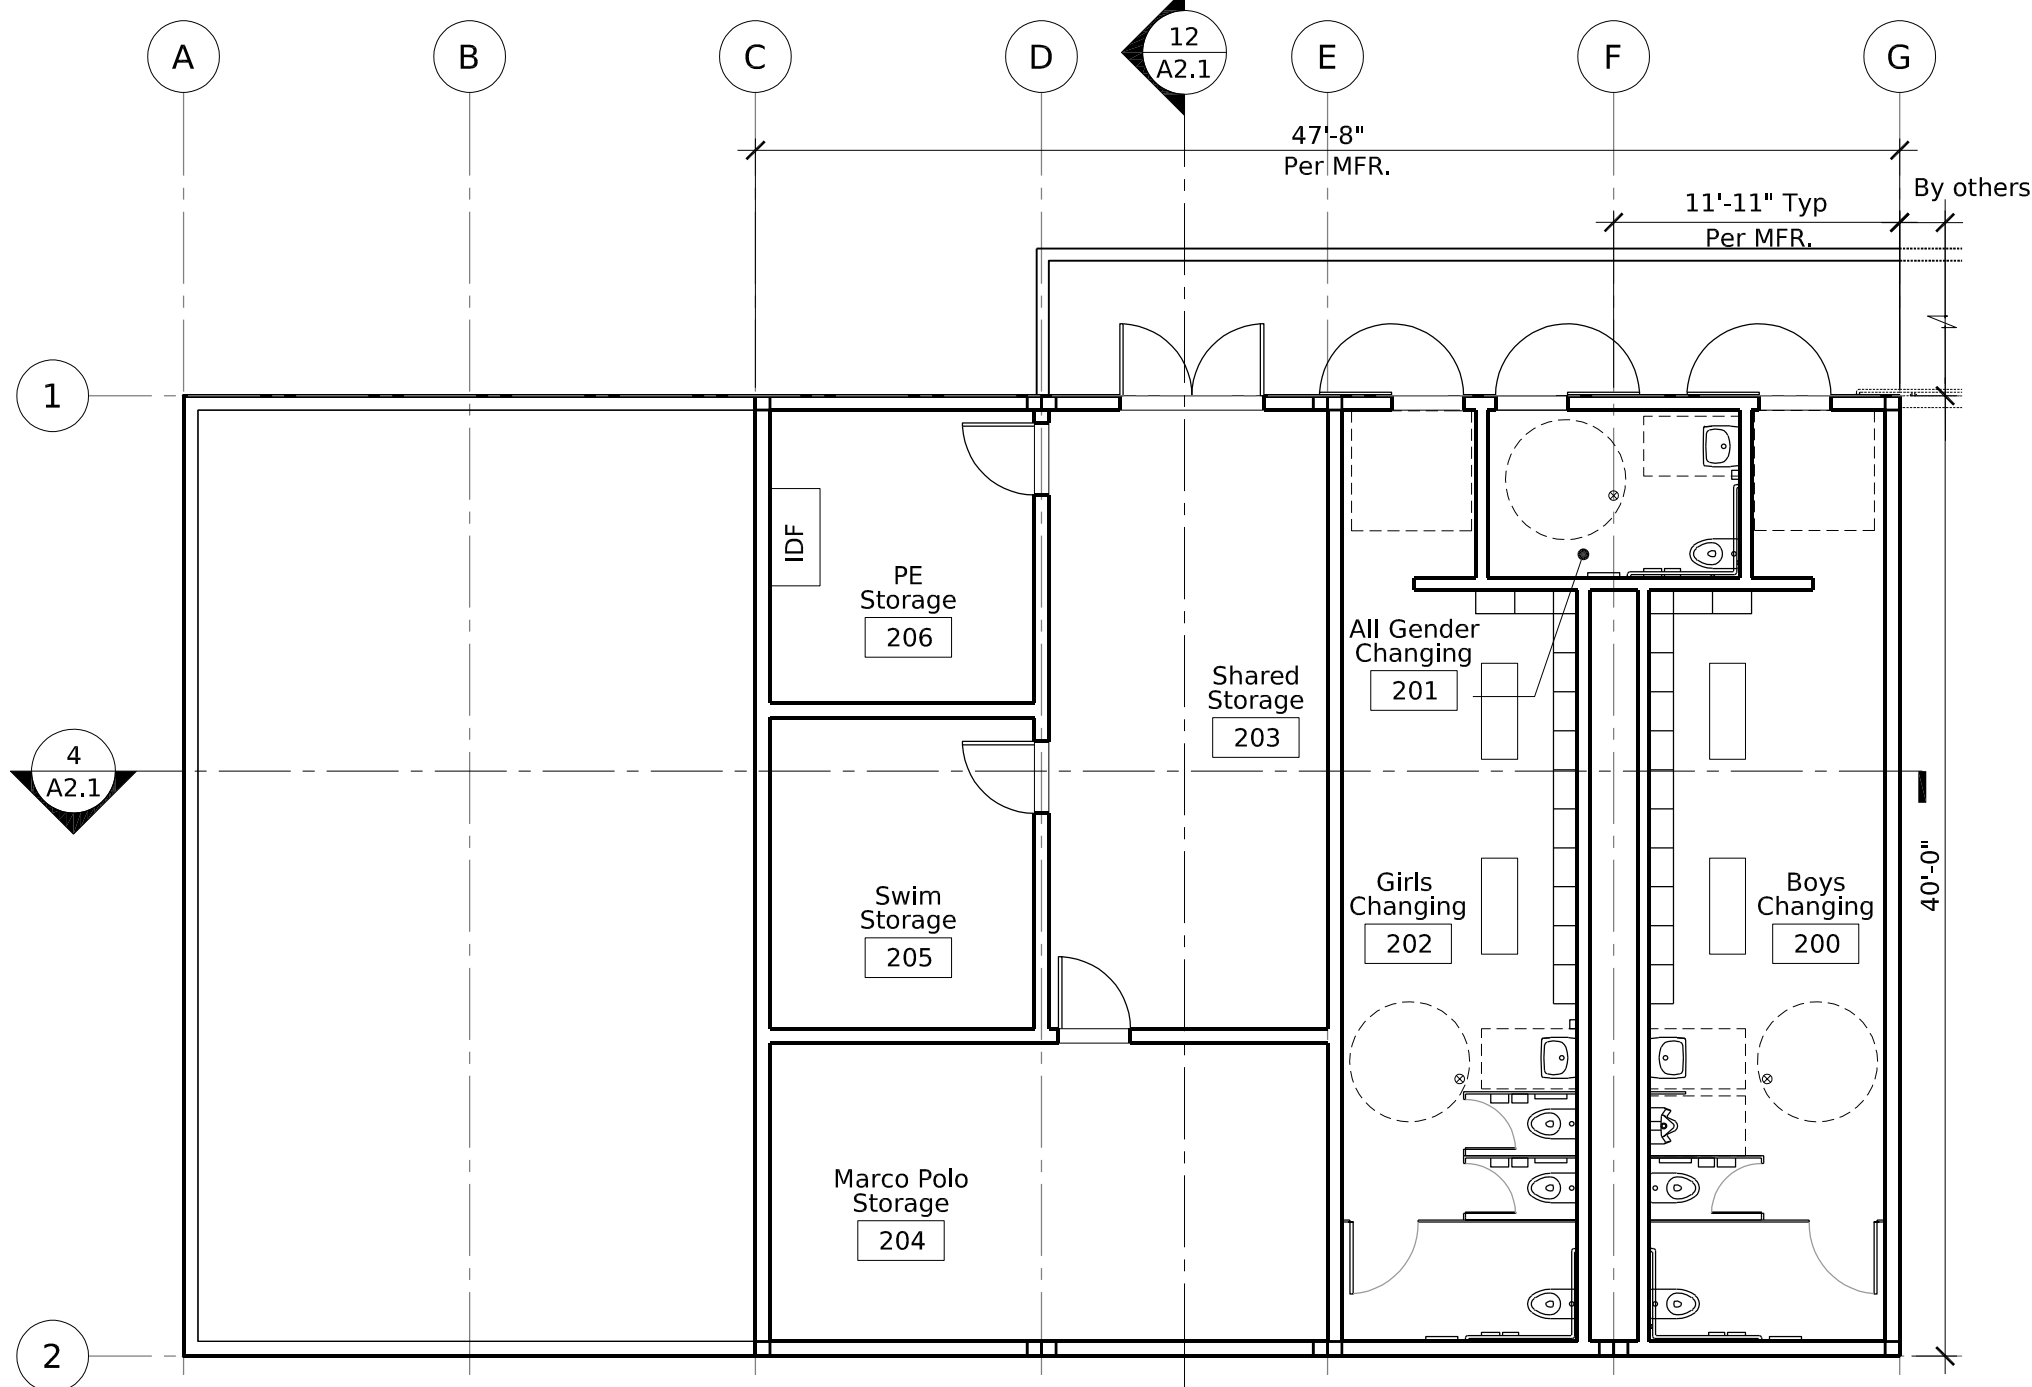 A
B
C
D
12
A2.1
E
F
G
47'-8"
Per MFR.
By others
11'-11" Typ
Per MFR.
1
IDF
PE
Storage
206
All Gender
Changing
201
Shared
Storage
203
4
A2.1
40'-0"
Swim
Storage
205
Girls
Changing
202
Boys
Changing
200
Marco Polo
Storage
204
2